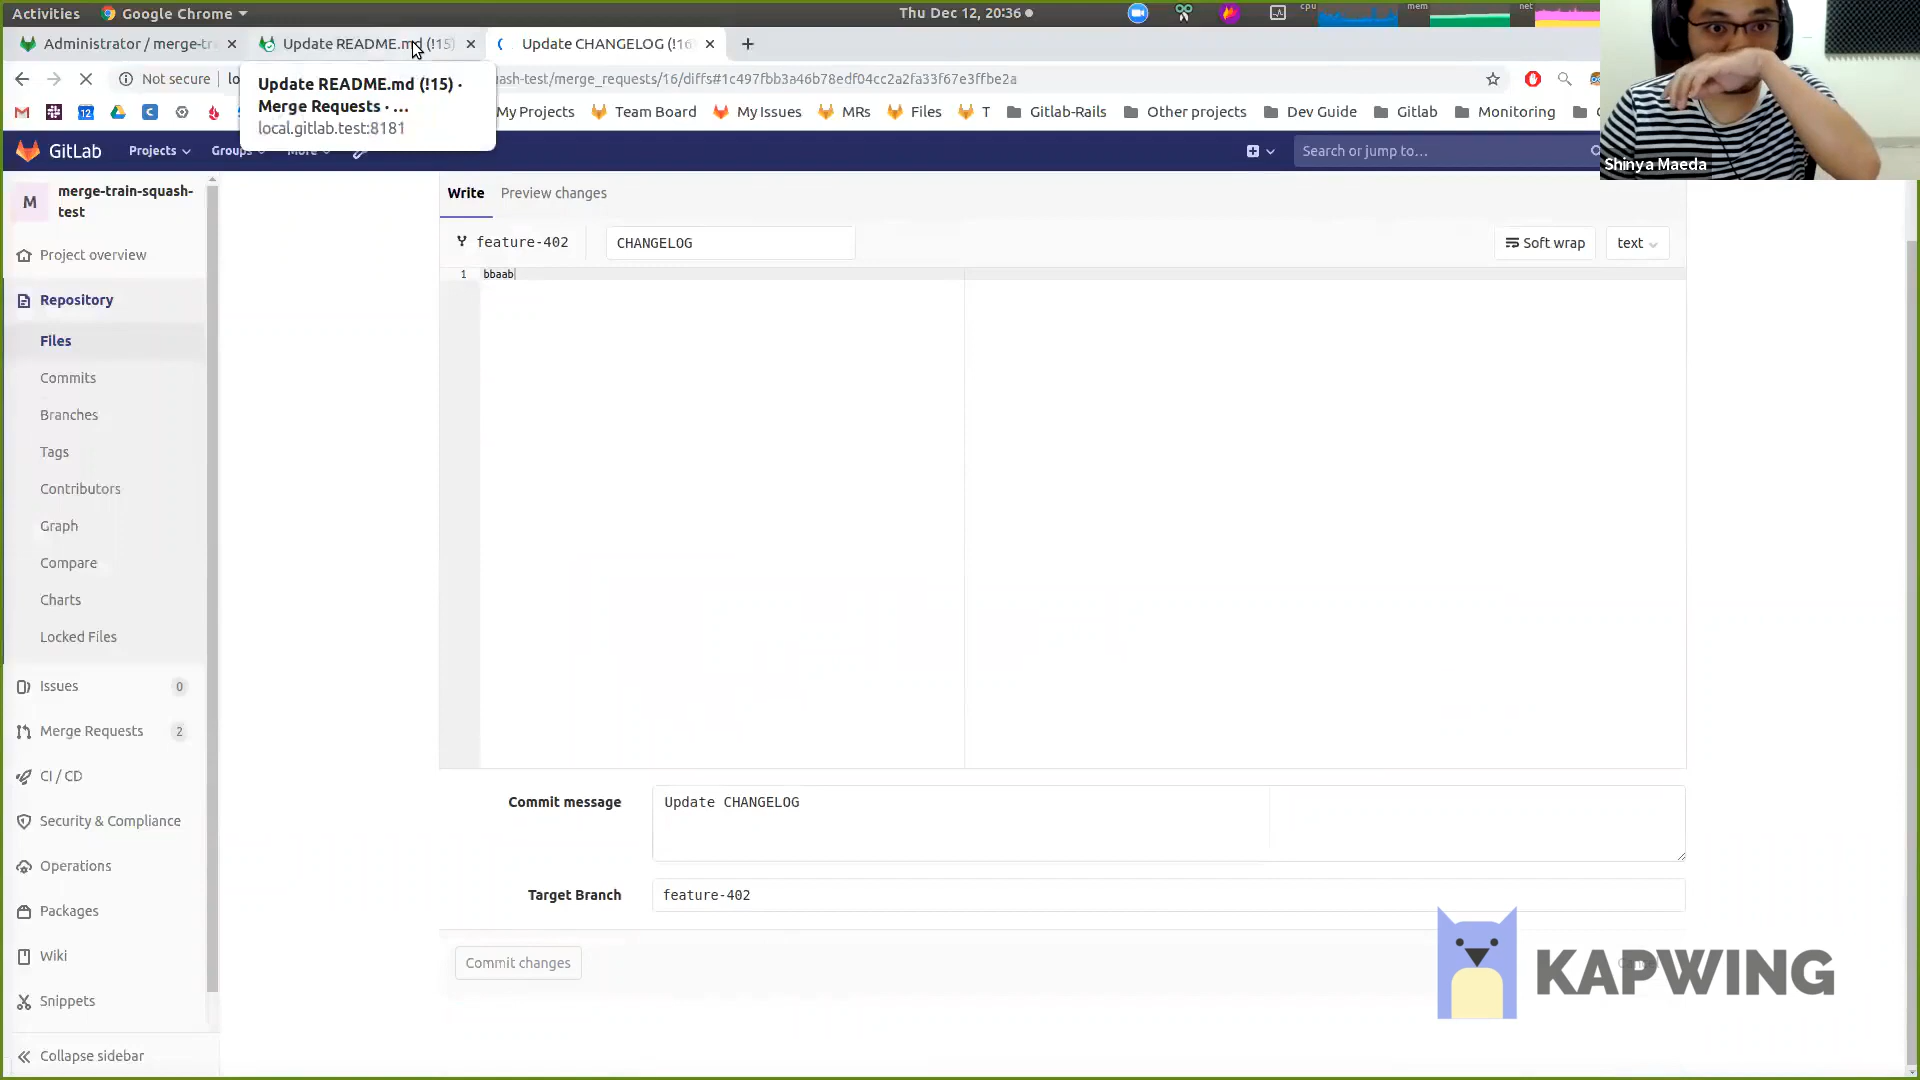 Activities
Google Chrome
Thu Dec 12, 20:36
cpu
mem
net
Administrator / merge-tr
Update README.md (!15)
Update CHANGELOG (!16
Not secure
lo
ash-test/merge_requests/16/diffs#1c497fbb3a46b78edf04cc2a2fa33f67e3ffbe2a
Update README.md (!15) ·
Merge Requests · ...
local.gitlab.test:8181
12
My Projects
Team Board
My Issues
MRs
Files
T
Gitlab-Rails
Other projects
Dev Guide
Gitlab
Monitoring
GitLab
Projects
Groups
More
Search or jump to...
Shinya Maeda
M
merge-train-squash-
test
Project overview
Repository
Files
Commits
Branches
Tags
Contributors
Graph
Compare
Charts
Locked Files
Issues 0
Merge Requests 2
CI / CD
Security & Compliance
Operations
Packages
Wiki
Snippets
Collapse sidebar
Write
Preview changes
feature-402
CHANGELOG
Soft wrap
text
1 bbaab
Commit message
Update CHANGELOG
Target Branch
feature-402
Commit changes
KAPWING